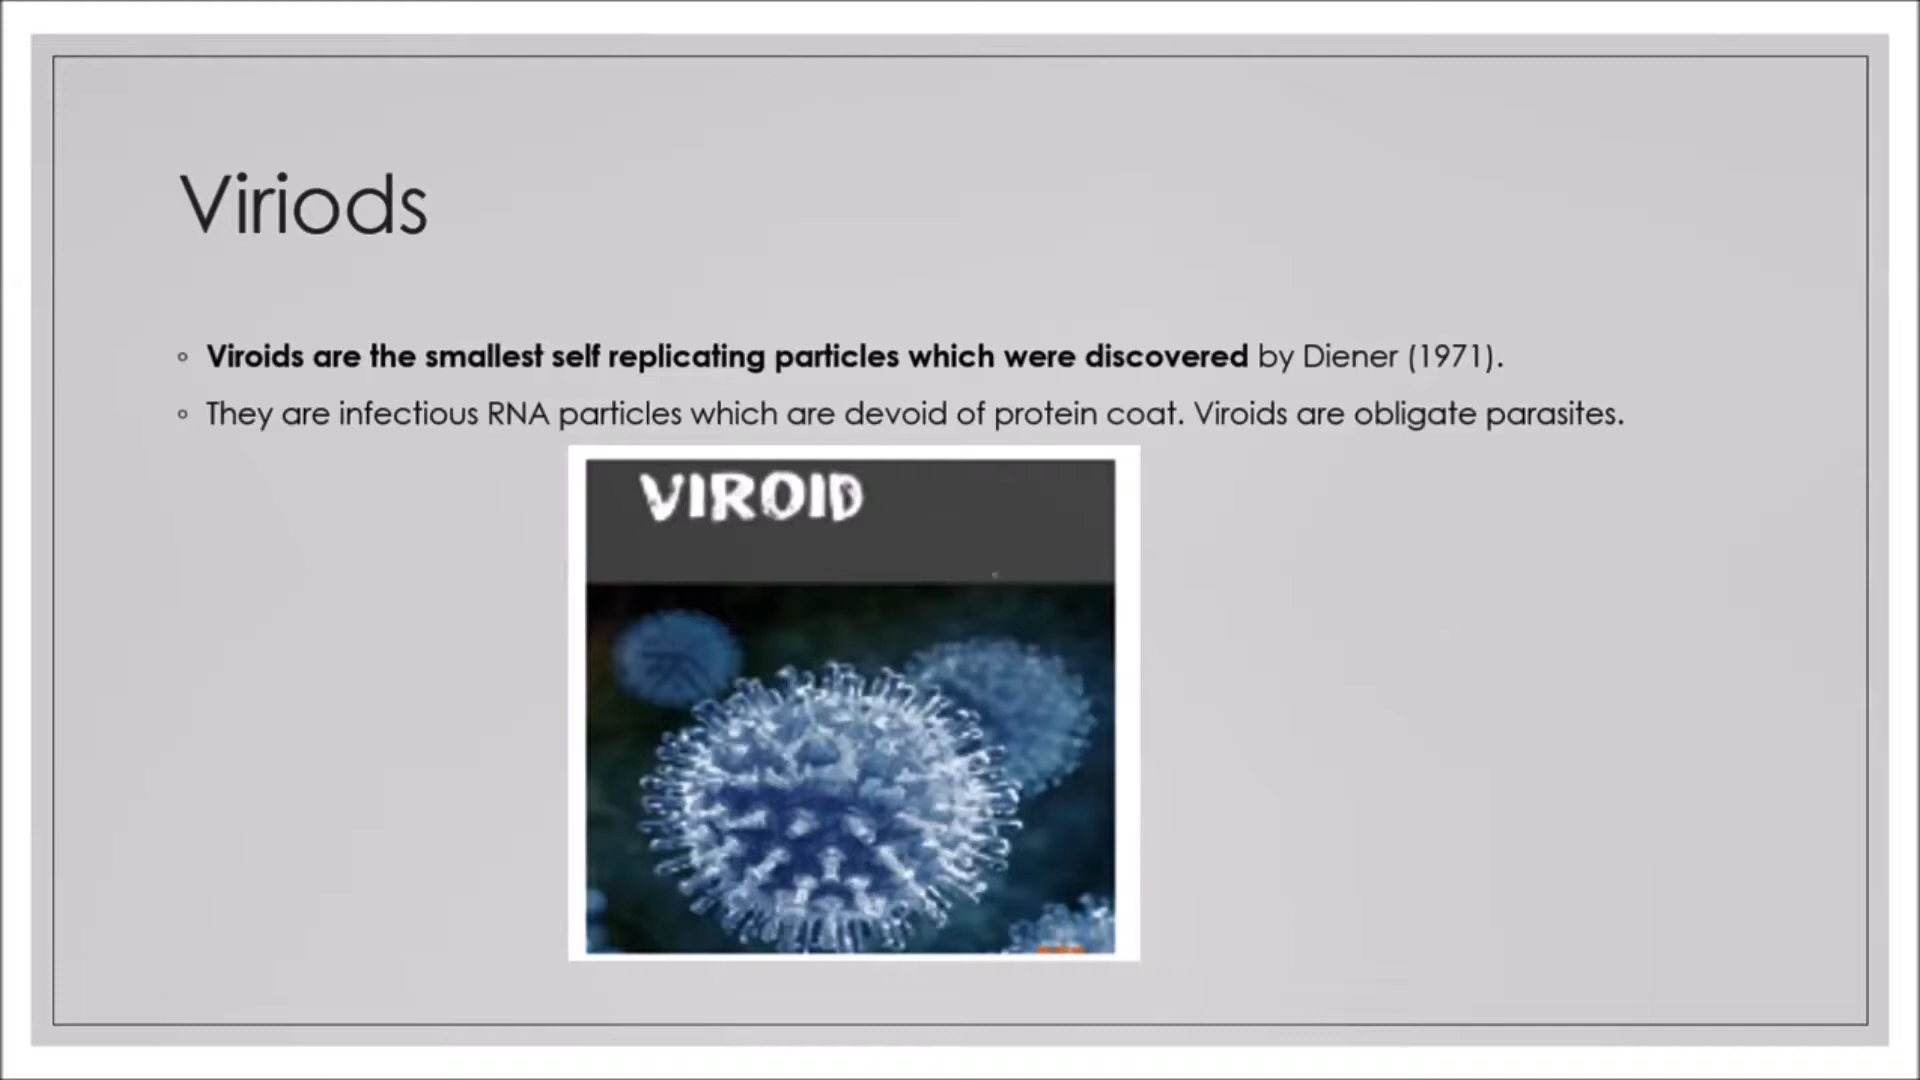 Viriods
Viroids are the smallest self replicating particles which were discovered by Diener (1971).
They are infectious RNA particles which are devoid of protein coat. Viroids are obligate parasites.
VIROID